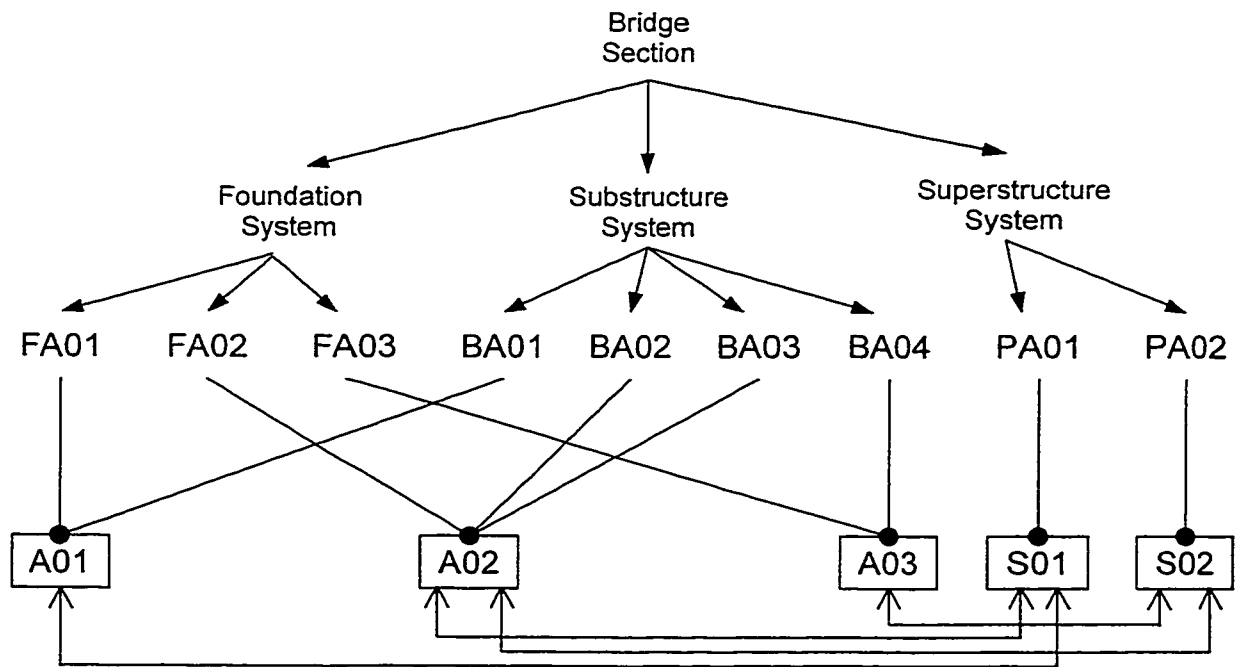 Bridge
Section
Foundation
System
Substructure
System
Superstructure
System
FA01 FA02 FA03 BA01 BA02 BA03 BA04 PA01 PA02
A01 A02 A03 S01 S02